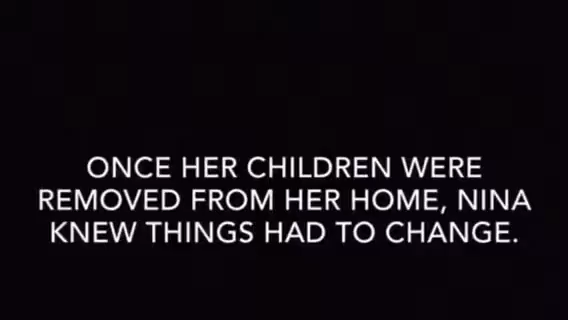 ONCE HER CHILDREN WERE
REMOVED FROM HER HOME, NINA
KNEW THINGS HAD TO CHANGE.